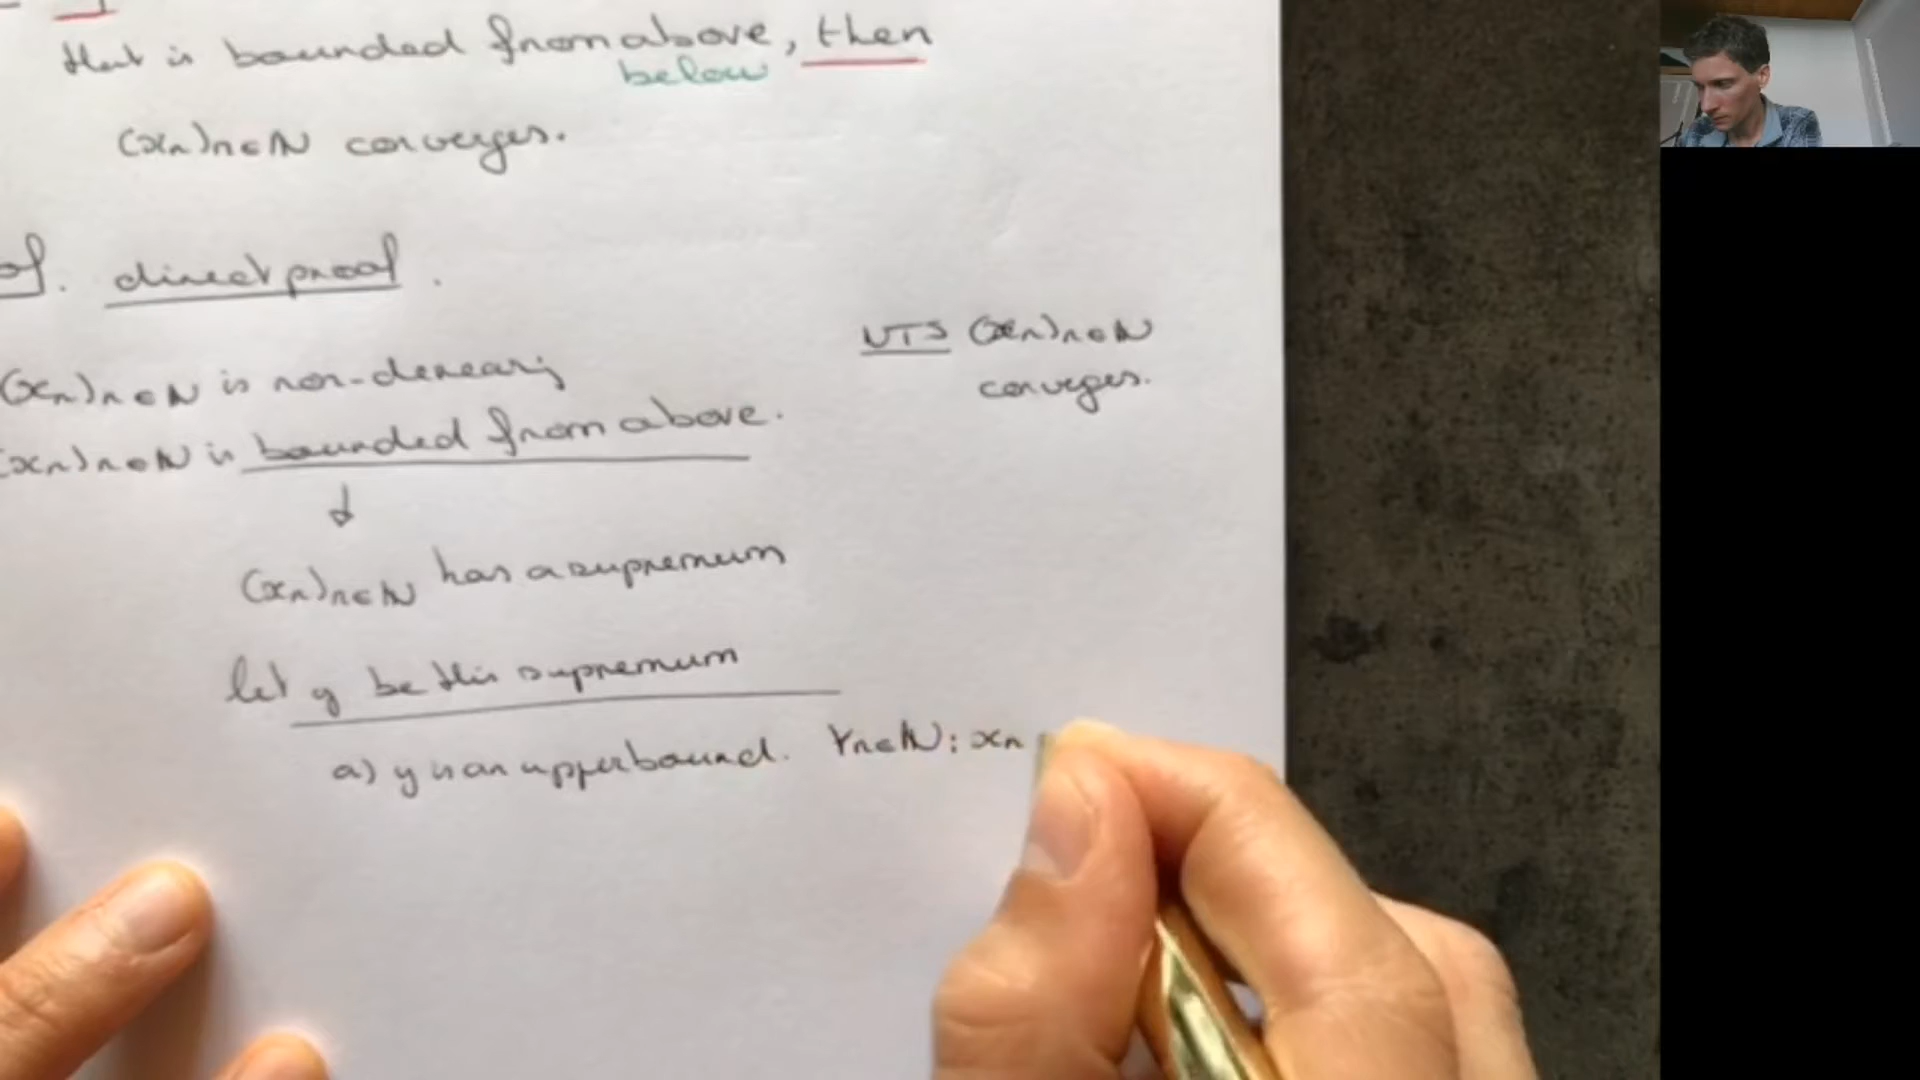 that is bounded from above, then
below
(xn)n∈ℕ converges.
of. direct proof.
(xn)n∈ℕ is non-decreasing
NTS (xn)n∈ℕ
converges.
(xn)n∈ℕ is bounded from above.
↓
(xn)n∈ℕ has a supremum
let y be this supremum
a) y is an upperbound. ∀n∈ℕ: xn